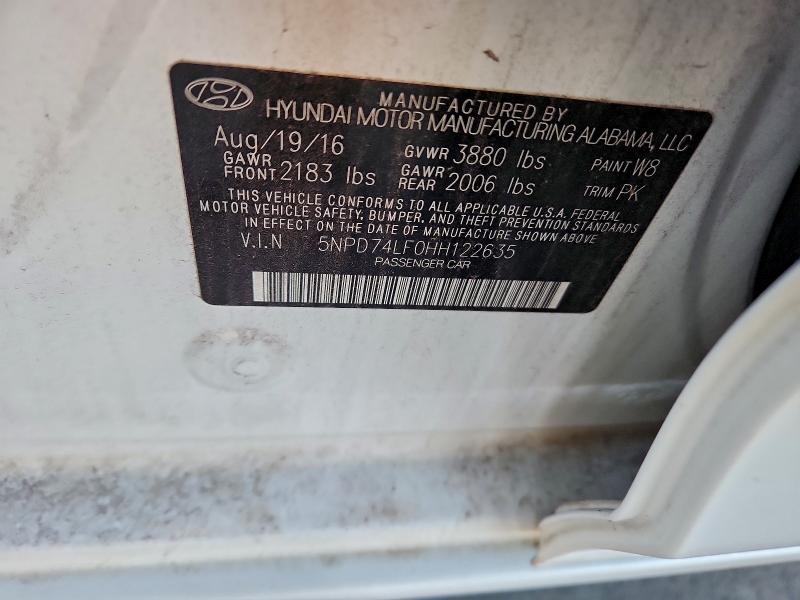 MANUFACTURED BY
HYUNDAI MOTOR MANUFACTURING ALABAMA, LLC
Aug/19/16 GVWR 3880 lbs PAINT W8
GAWR FRONT 2183 lbs GAWR REAR 2006 lbs TRIM PK
THIS VEHICLE CONFORMS TO ALL APPLICABLE U.S.A. FEDERAL
MOTOR VEHICLE SAFETY, BUMPER, AND THEFT PREVENTION STANDARDS
IN EFFECT ON THE DATE OF MANUFACTURE SHOWN ABOVE
V.I.N 5NPD74LF0HH122635
PASSENGER CAR